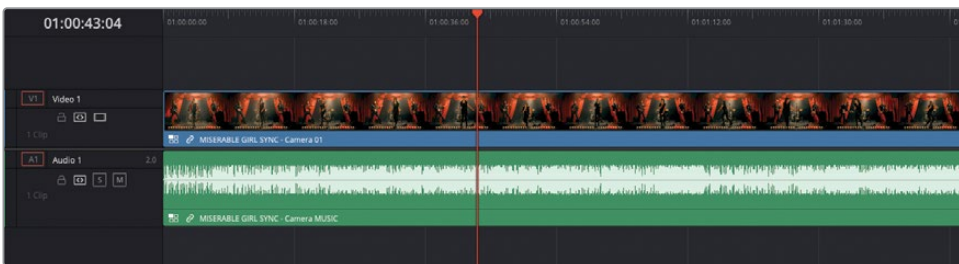 01:00:43:04
01:00:00:00 01:00:18:00 01:00:36:00 01:00:54:00 01:01:12:00 01:01:30:00
V1 Video 1
1 Clip
MISERABLE GIRL SYNC - Camera 01
A1 Audio 1 2.0
S M
1 Clip
MISERABLE GIRL SYNC - Camera MUSIC